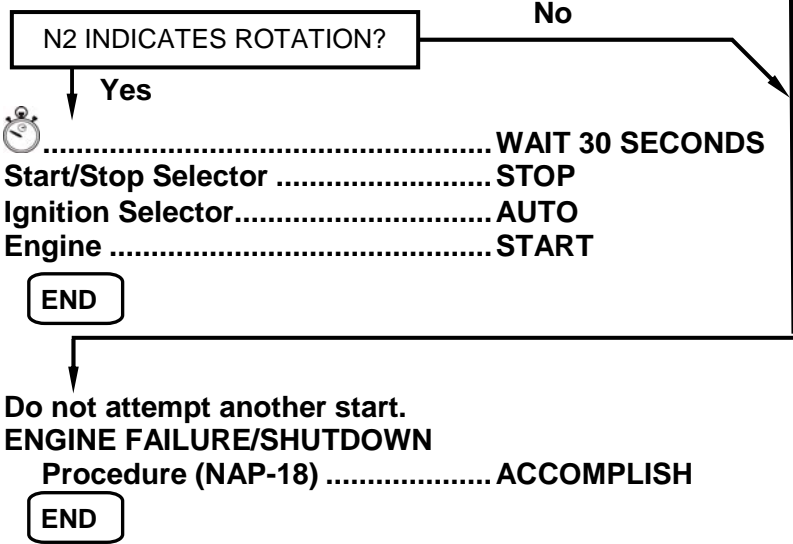 No
N2 INDICATES ROTATION?
Yes
.....................................................WAIT 30 SECONDS
Start/Stop Selector ..........................STOP
Ignition Selector...............................AUTO
Engine ..............................................START
END
Do not attempt another start.
ENGINE FAILURE/SHUTDOWN
Procedure (NAP-18) ....................ACCOMPLISH
END